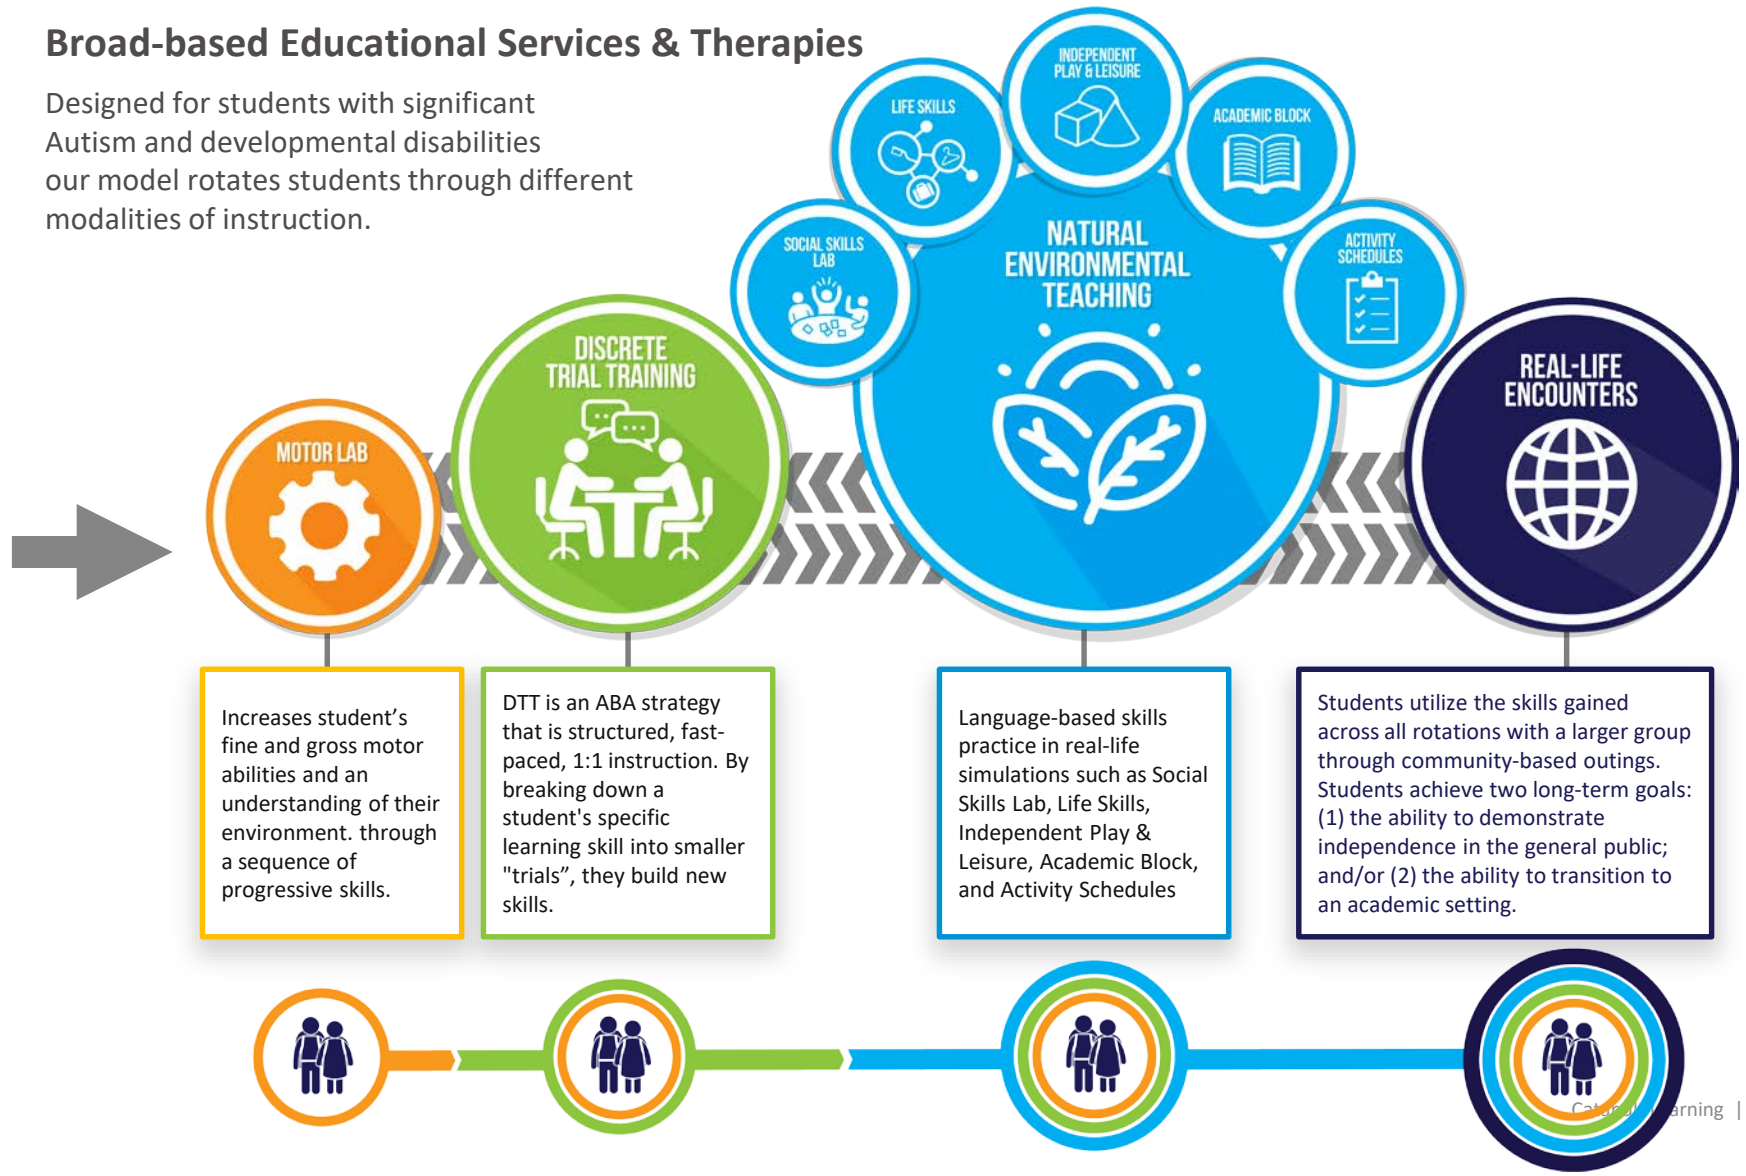 Broad-based Educational Services & Therapies
Designed for students with significant
Autism and developmental disabilities
our model rotates students through different
modalities of instruction.
INDEPENDENT
PLAY & LEISURE
LIFE SKILLS
ACADEMIC BLOCK
SOCIAL SKILLS
LAB
ACTIVITY
SCHEDULES
NATURAL
ENVIRONMENTAL
TEACHING
DISCRETE
TRIAL TRAINING
REAL-LIFE
ENCOUNTERS
MOTOR LAB
Increases student’s
fine and gross motor
abilities and an
understanding of their
environment. through
a sequence of
progressive skills.
DTT is an ABA strategy
that is structured, fast-
paced, 1:1 instruction. By
breaking down a
student's specific
learning skill into smaller
"trials”, they build new
skills.
Language-based skills
practice in real-life
simulations such as Social
Skills Lab, Life Skills,
Independent Play &
Leisure, Academic Block,
and Activity Schedules
Students utilize the skills gained
across all rotations with a larger group
through community-based outings.
Students achieve two long-term goals:
(1) the ability to demonstrate
independence in the general public;
and/or (2) the ability to transition to
an academic setting.